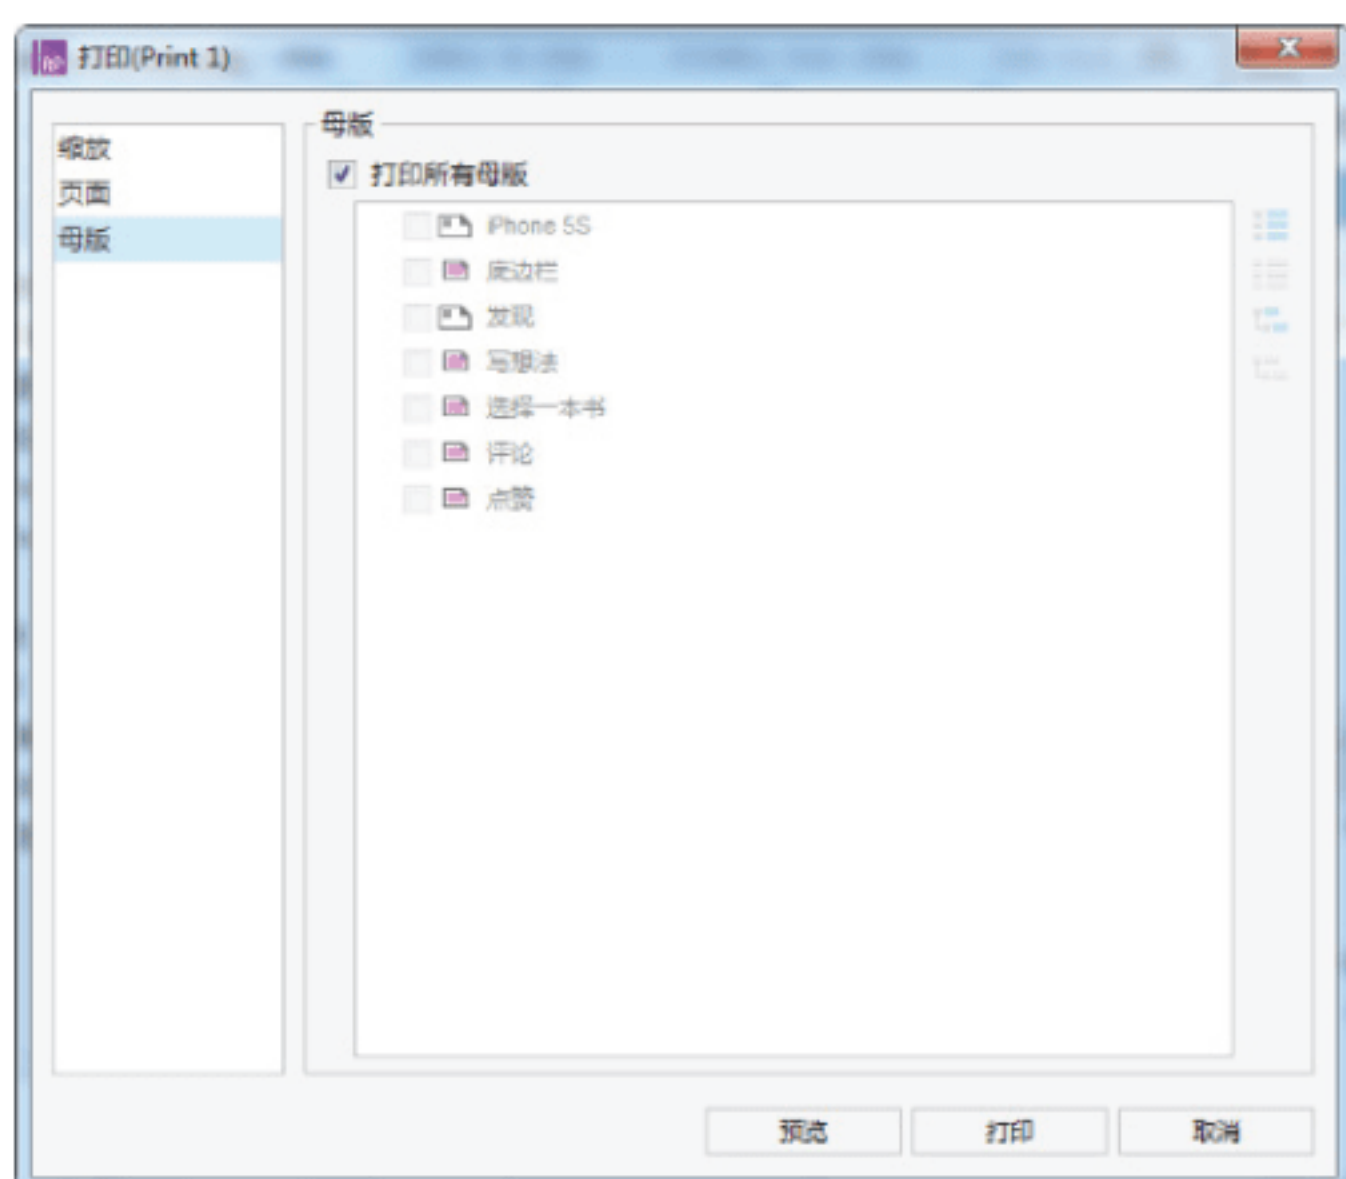 打印(Print 1)
缩放
页面
母版
母版
打印所有母版
iPhone 5S
底边栏
发现
写想法
选择一本书
评论
点赞
预览
打印
取消